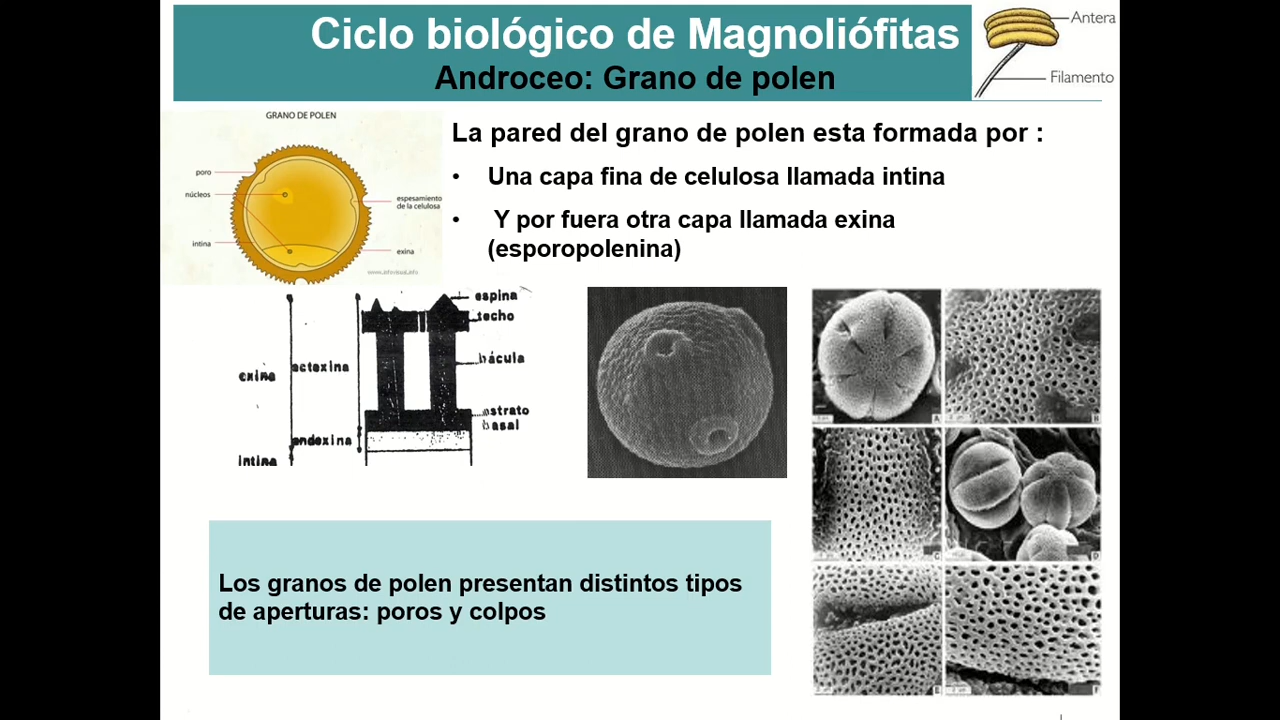 Ciclo biológico de Magnoliófitas
Androceo: Grano de polen
Antera
Filamento
GRANO DE POLEN
poro
núcleos
intina
espesamiento
de la celulosa
exina
La pared del grano de polen esta formada por :
• Una capa fina de celulosa llamada intina
• Y por fuera otra capa llamada exina
(esporopolenina)
espina
techo
bácula
estrato
basal
exina
ectexina
endexina
intina
A
B
C
D
E
F
Los granos de polen presentan distintos tipos
de aperturas: poros y colpos